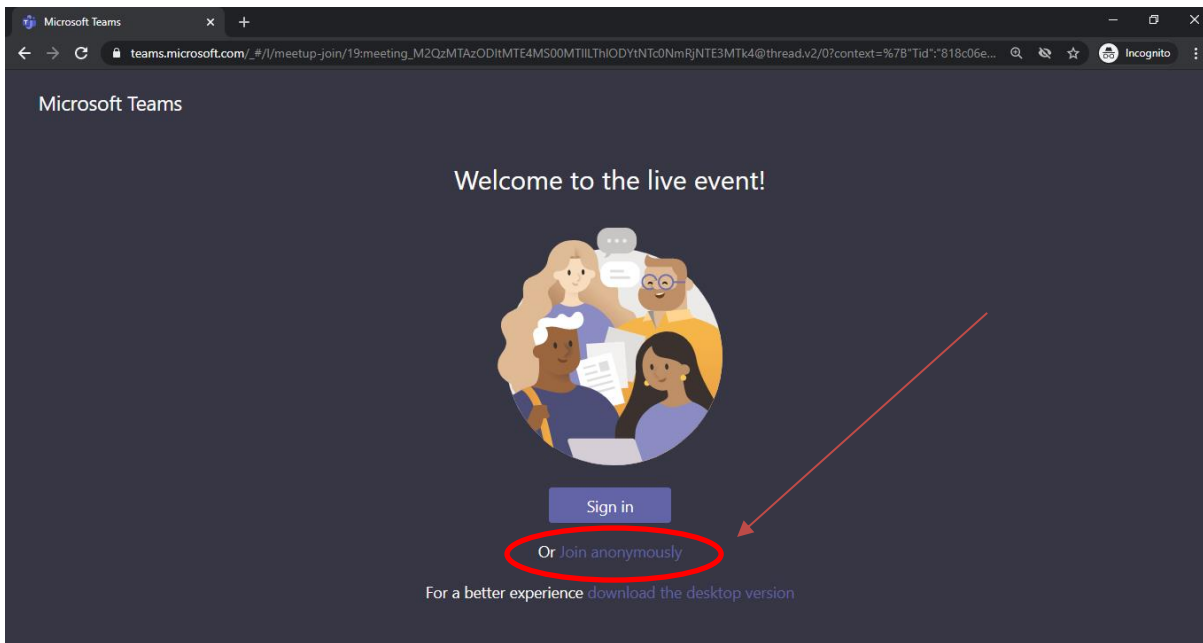 Microsoft Teams
teams.microsoft.com/_#/l/meetup-join/19:meeting_M2QzMTAzODItMTE4MS00MTIlLThlODYtNTc0NmRjNTE3MTk4@thread.v2/0?context=%7B"Tid":"818c06e... Incognito
Microsoft Teams
Welcome to the live event!
Sign in
Or Join anonymously
For a better experience download the desktop version